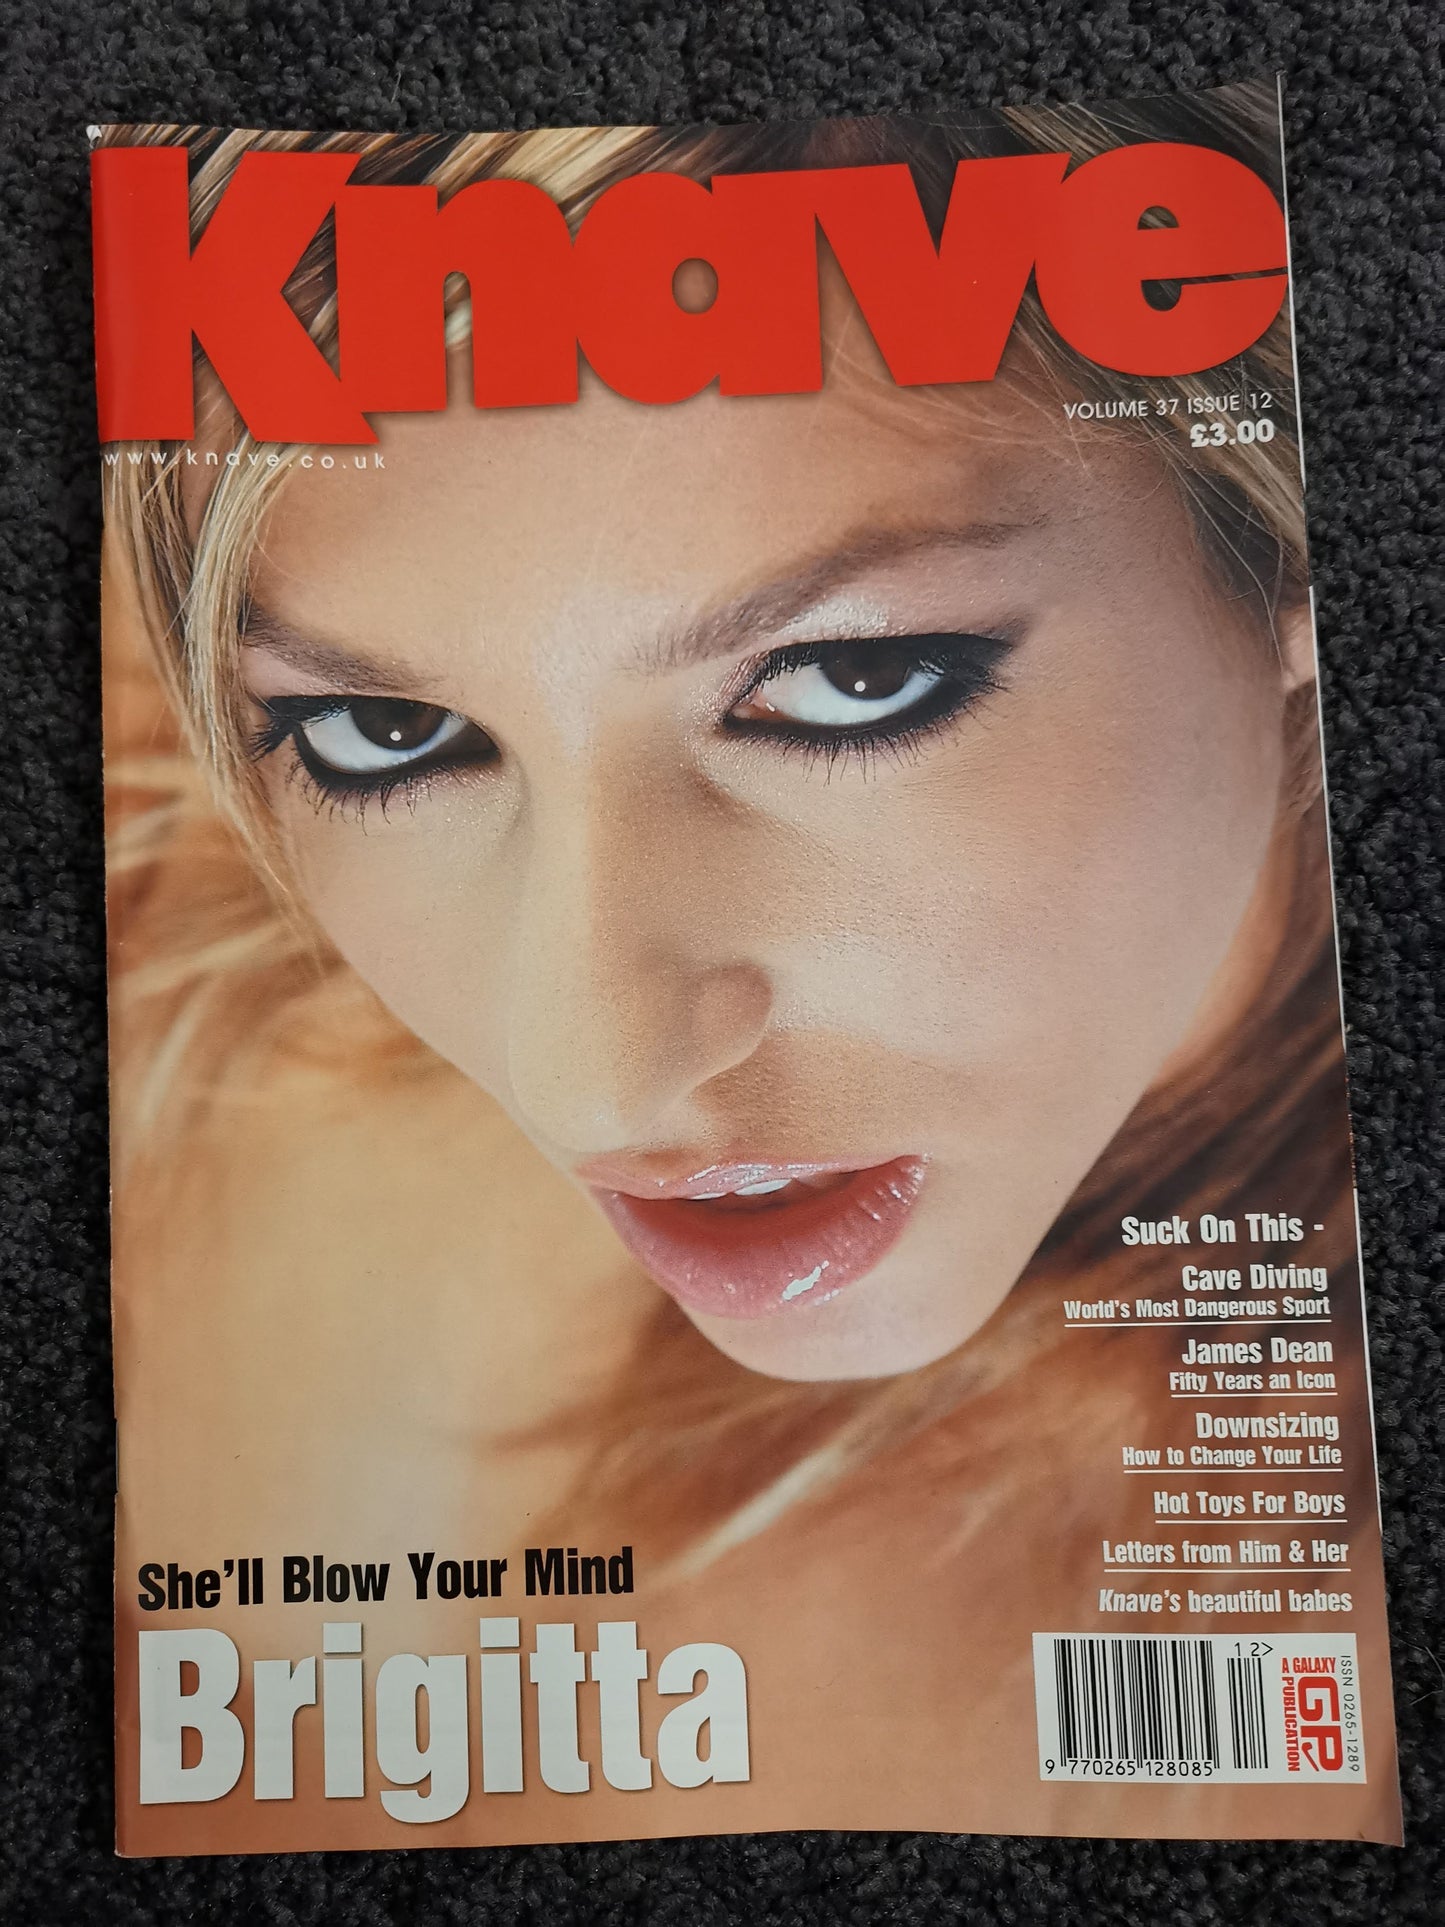 Knave
VOLUME 37 ISSUE 12
£3.00
www.knave.co.uk
Suck On This -
Cave Diving
World's Most Dangerous Sport
James Dean
Fifty Years an Icon
Downsizing
How to Change Your Life
Hot Toys For Boys
Letters from Him & Her
Knave's beautiful babes
She'll Blow Your Mind
Brigitta
12>
9 770265 128085
A GALAXY
GP
PUBLICATION
ISSN 0265-1289